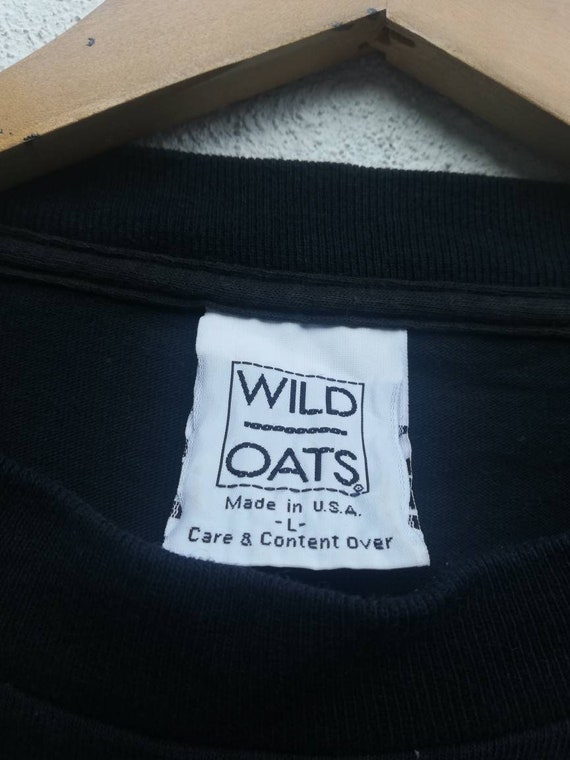 WILD
OATS®
Made in U.S.A.
-L-
Care & Content Over